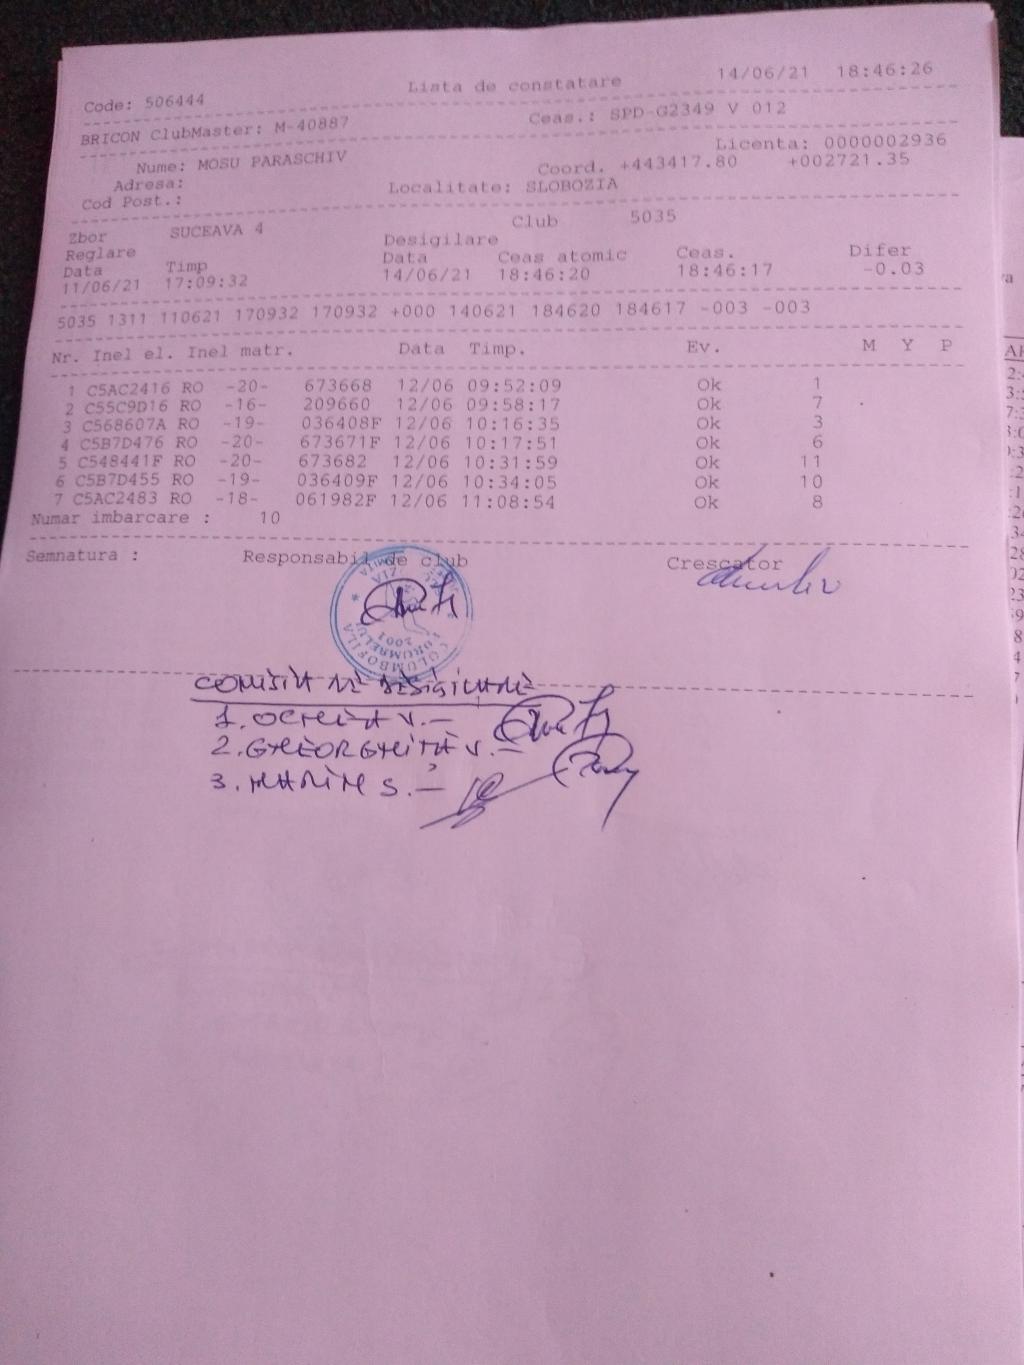 Lista de constatare 14/06/21 18:46:26
Code: 506444
BRICON ClubMaster: M-40887 Ceas.: SPD-G2349 V 012
Licenta: 0000002936
Nume: MOSU PARASCHIV Coord. +443417.80 +002721.35
Adresa: Localitate: SLOBOZIA
Cod Post.:
Zbor SUCEAVA 4 Club 5035
Reglare Desigilare
Data Timp Data Ceas atomic Ceas. Difer
11/06/21 17:09:32 14/06/21 18:46:20 18:46:17 -0.03
5035 1311 110621 170932 170932 +000 140621 184620 184617 -003 -003
Nr. Inel el. Inel matr. Data Timp. Ev. M Y P
1 C5AC2416 RO -20- 673668 12/06 09:52:09 Ok 1
2 C55C9D16 RO -16- 209660 12/06 09:58:17 Ok 7
3 C568607A RO -19- 036408F 12/06 10:16:35 Ok 3
4 C5B7D476 RO -20- 673671F 12/06 10:17:51 Ok 6
5 C548441F RO -20- 673682 12/06 10:31:59 Ok 11
6 C5B7D455 RO -19- 036409F 12/06 10:34:05 Ok 10
7 C5AC2483 RO -18- 061982F 12/06 11:08:54 Ok 8
Numar imbarcare : 10
Semnatura : Responsabil de club Crescator
COLUMBOFILA
2001
COMISIA DE DESIGILARE
1. V.-
2. GHEORGHITA V.-
3. MARIN S.-